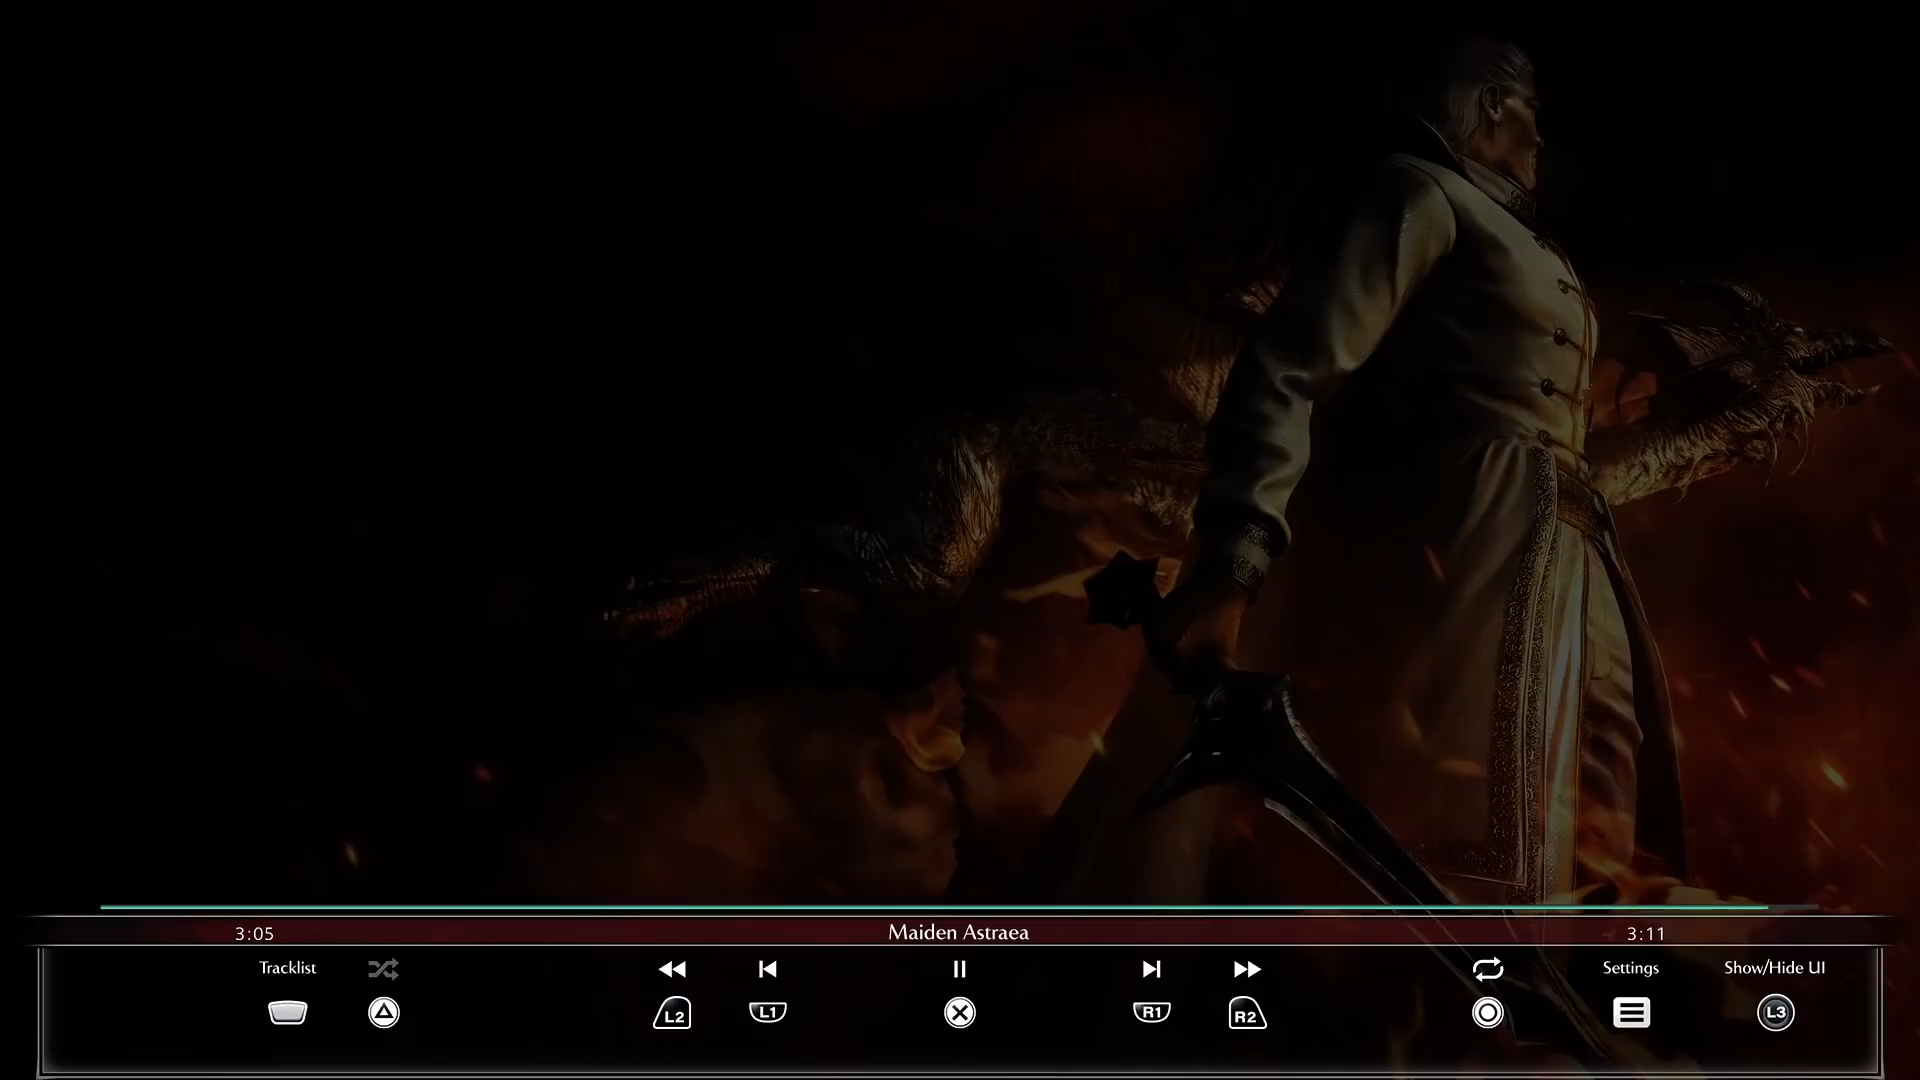 3:05
Maiden Astraea
3:11
Tracklist
Settings
Show/Hide UI
L2
L1
R1
R2
L3